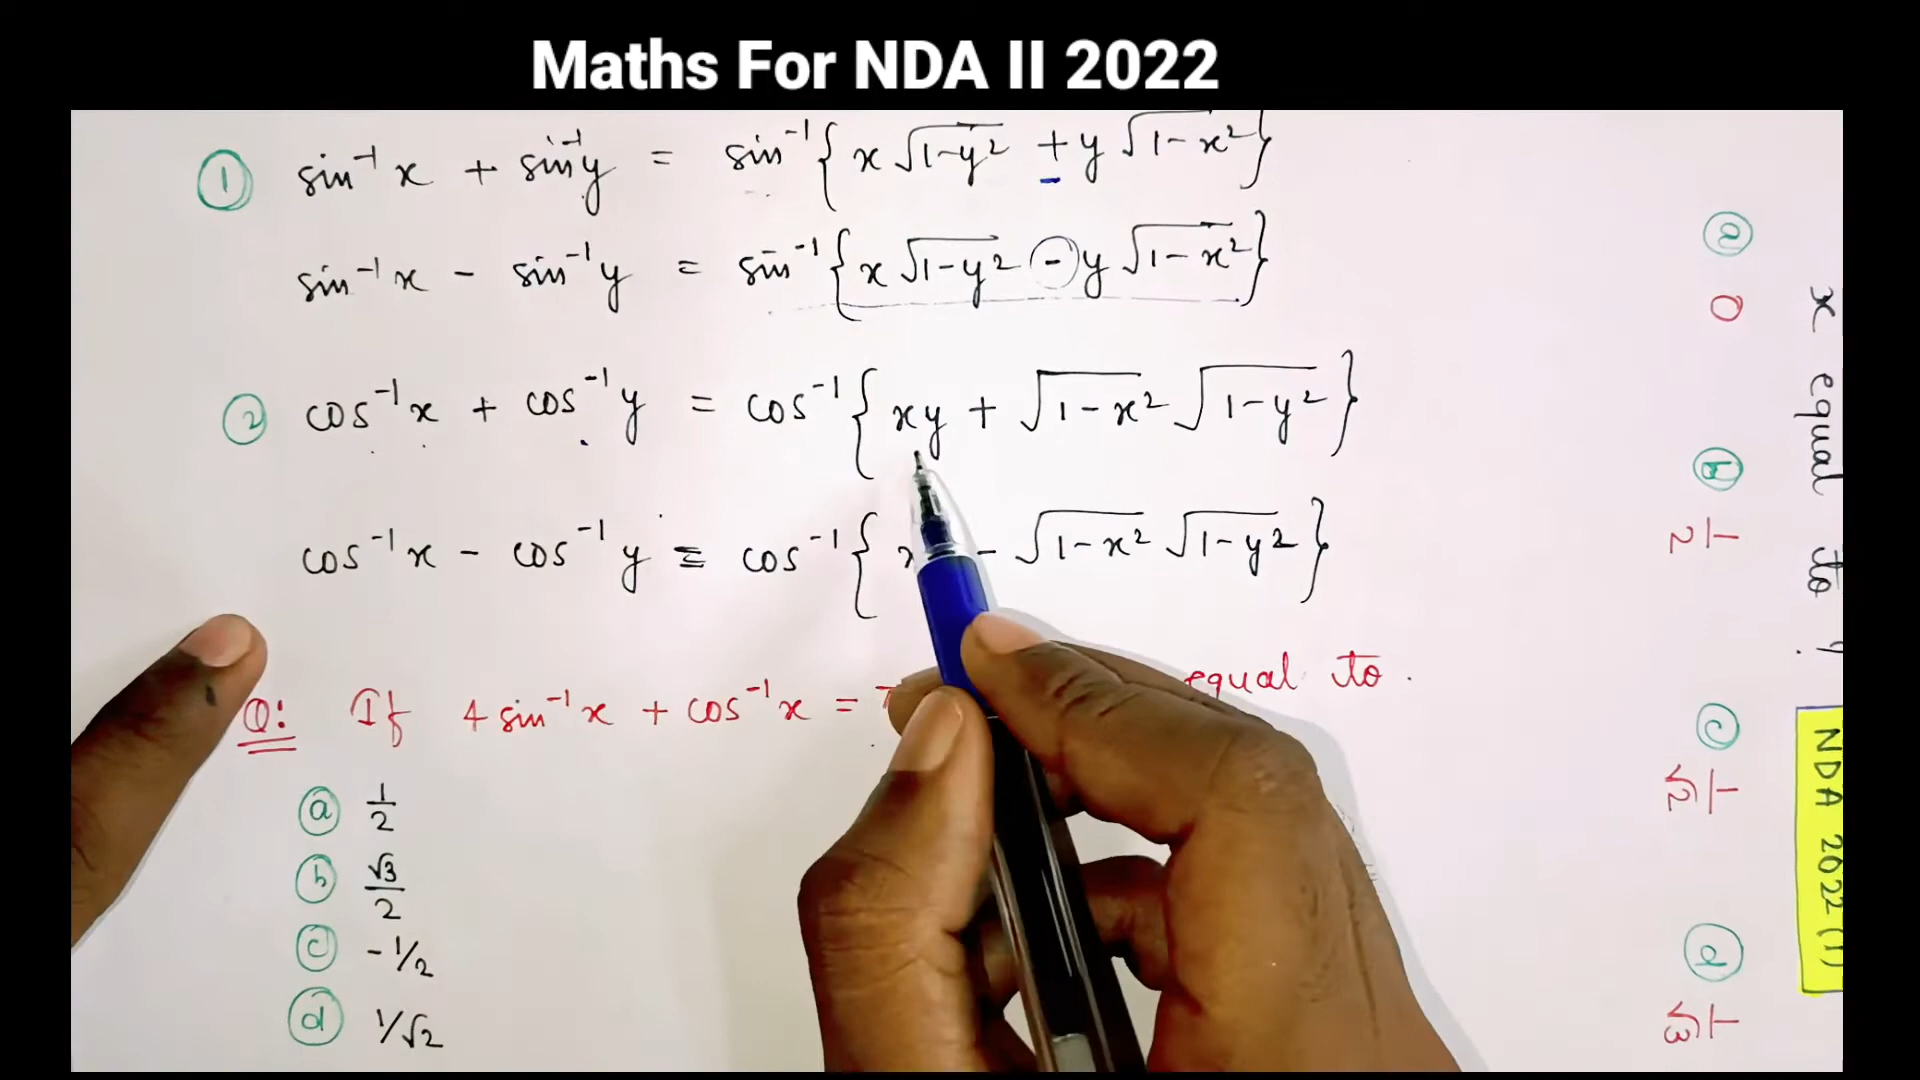 Maths For NDA II 2022
① sin⁻¹x + sin⁻¹y = sin⁻¹{x√1-y² + y√1-x²}
sin⁻¹x - sin⁻¹y = sin⁻¹{x√1-y² - y√1-x²}
② cos⁻¹x + cos⁻¹y = cos⁻¹{xy + √1-x² √1-y²}
cos⁻¹x - cos⁻¹y = cos⁻¹{x - √1-x² √1-y²}
Q: If 4 sin⁻¹x + cos⁻¹x = equal to
ⓐ 1/2
ⓑ √3/2
ⓒ -1/2
ⓓ 1/√2
x equal to ?
NDA 2022 (I)
ⓐ 0
ⓑ 1/2
ⓒ 1/√2
ⓓ 1/√3